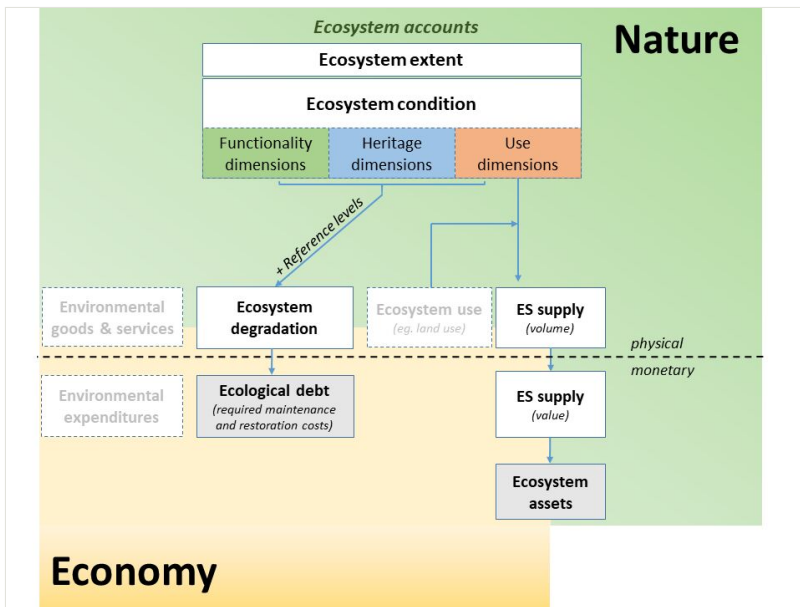 Ecosystem accounts
Nature
Ecosystem extent
Ecosystem condition
Functionality
dimensions
Heritage
dimensions
Use
dimensions
+ Reference levels
Environmental
goods & services
Ecosystem
degradation
Ecosystem use
(eg. land use)
ES supply
(volume)
physical
monetary
Environmental
expenditures
Ecological debt
(required maintenance
and restoration costs)
ES supply
(value)
Ecosystem
assets
Economy